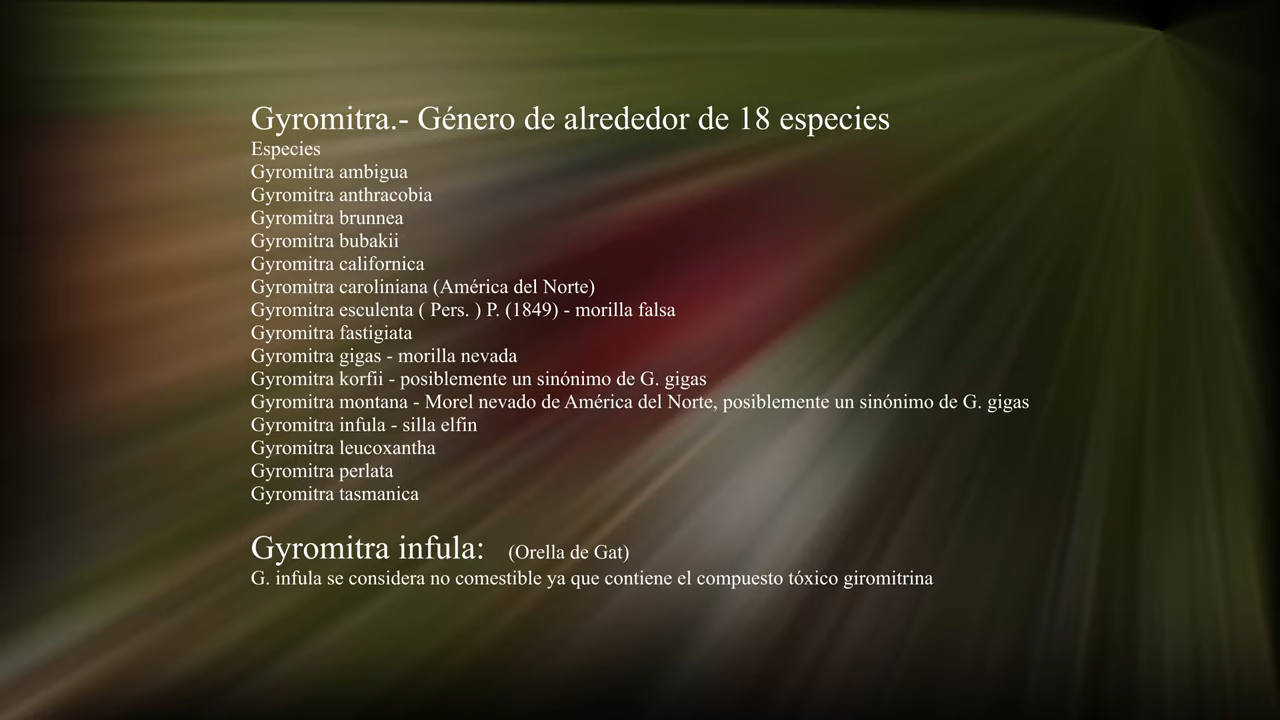 Gyromitra.- Género de alrededor de 18 especies
Especies
Gyromitra ambigua
Gyromitra anthracobia
Gyromitra brunnea
Gyromitra bubakii
Gyromitra californica
Gyromitra caroliniana (América del Norte)
Gyromitra esculenta ( Pers. ) P. (1849) - morilla falsa
Gyromitra fastigiata
Gyromitra gigas - morilla nevada
Gyromitra korfii - posiblemente un sinónimo de G. gigas
Gyromitra montana - Morel nevado de América del Norte, posiblemente un sinónimo de G. gigas
Gyromitra infula - silla elfin
Gyromitra leucoxantha
Gyromitra perlata
Gyromitra tasmanica
Gyromitra infula: (Orella de Gat)
G. infula se considera no comestible ya que contiene el compuesto tóxico giromitrina